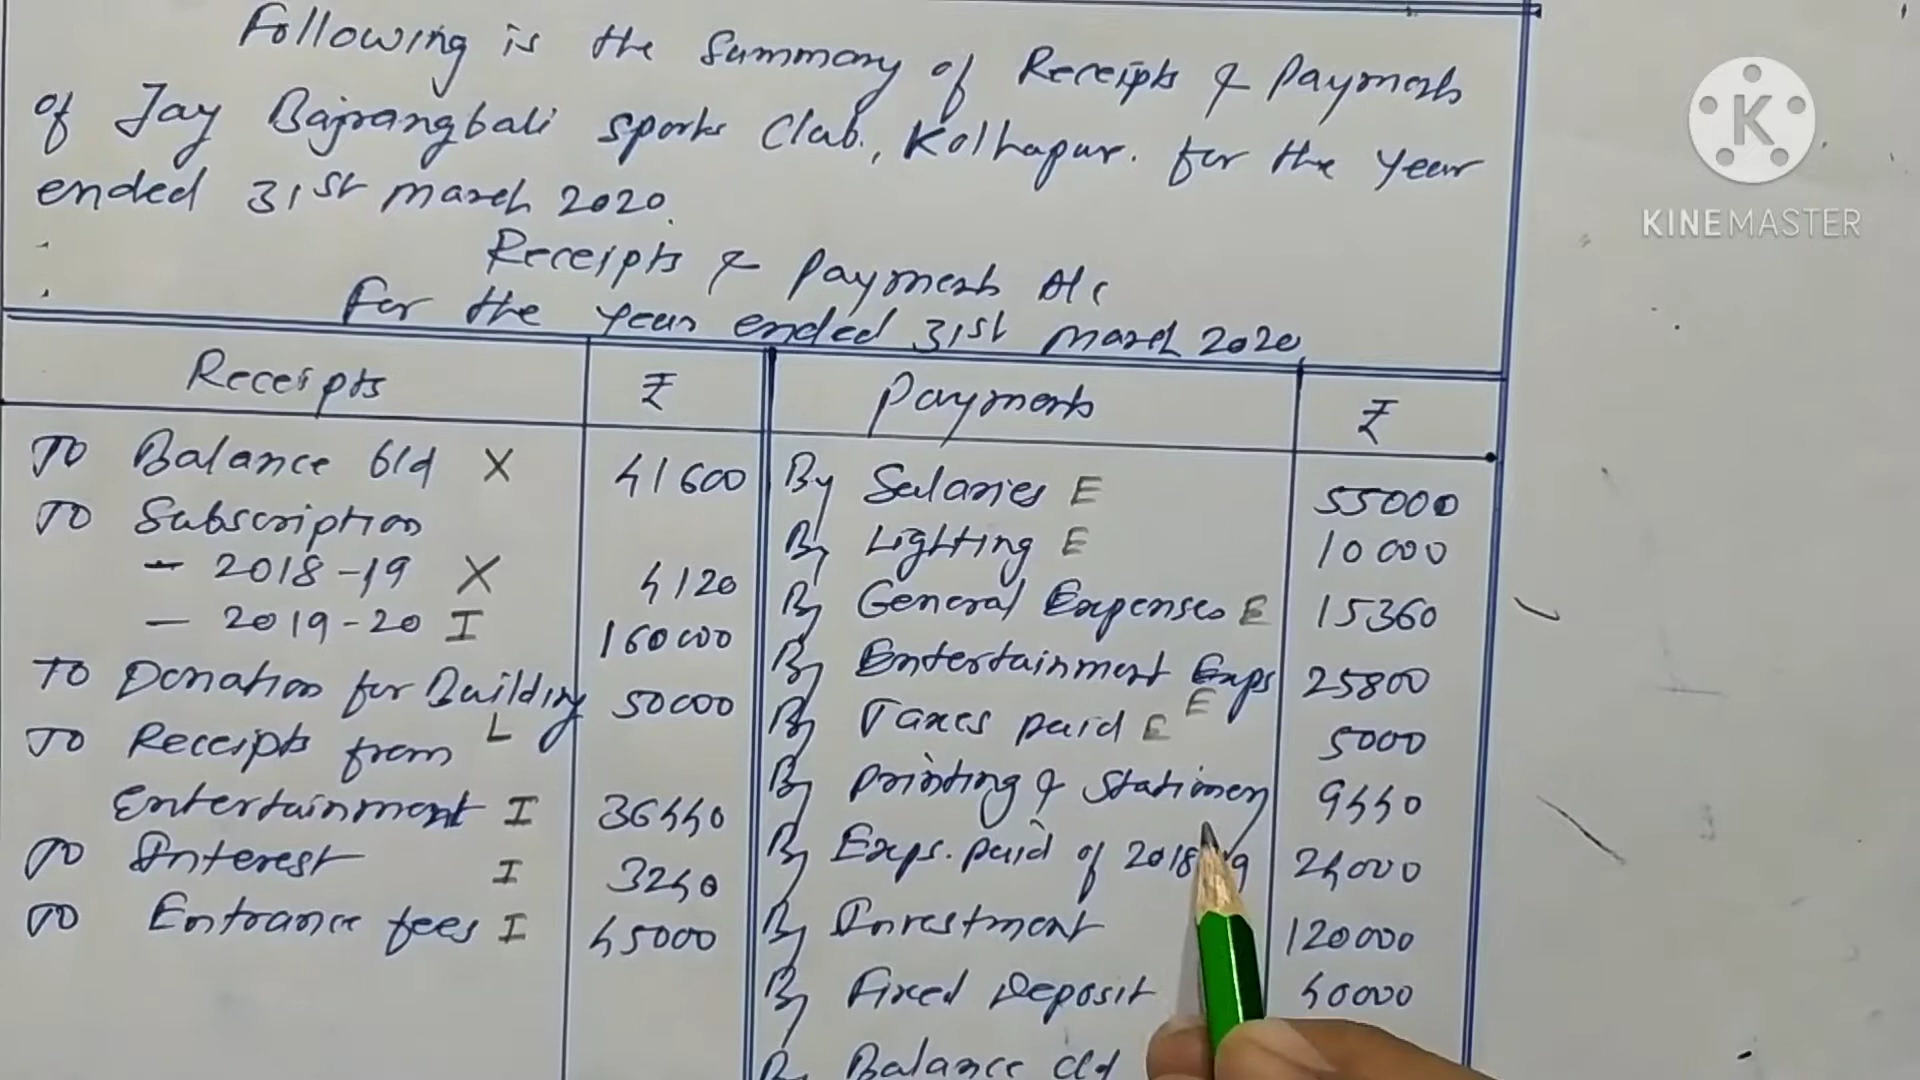 Following is the Summary of Receipts & Payments
of Jay Bajrangbali sports Club., Kolhapur. for the year
ended 31st March 2020.
Receipts & Payments A/c
For the year ended 31st March 2020
Receipts ₹ Payments ₹
To Balance b/d X 41600 By Salaries E 55000
To Subscription
By Lighting E 10000
- 2018-19 X 4120
By General Expenses E 15360
- 2019-20 I 160000
By Entertainment Exps E 25800
To Donation for Building L 50000
By Taxes paid E 5000
To Receipts from
Entertainment I 36440
By Printing & Stationery 9440
To Interest I 3240
By Exps. paid of 2018-19 24000
To Entrance fees I 45000
By Investment 120000
By Fixed Deposit 40000
By Balance c/d
K
KINEMASTER